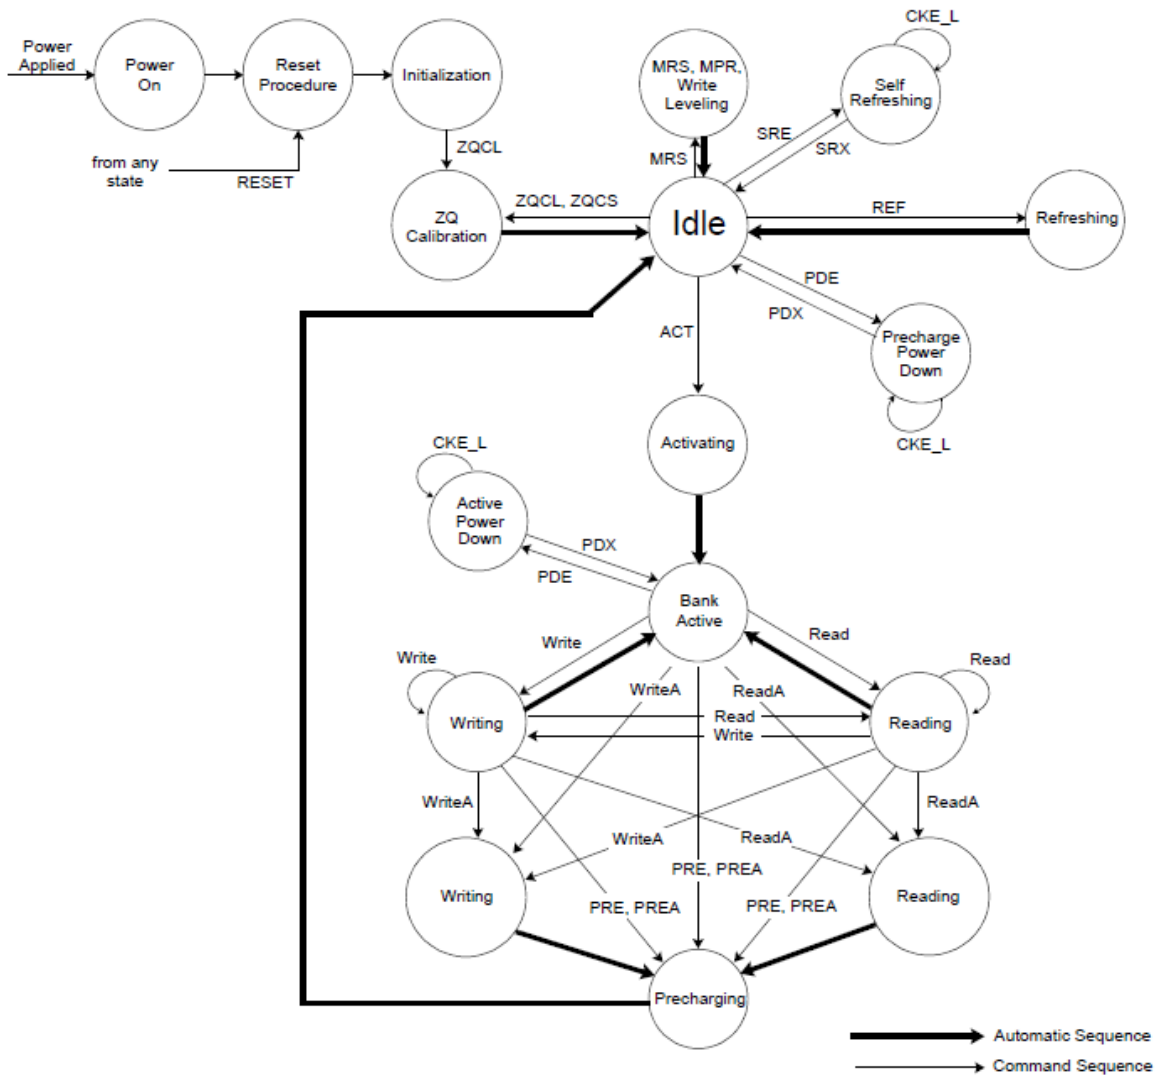 Power
Applied
Power
On
Reset
Procedure
Initialization
from any
state
RESET
ZQCL
ZQ
Calibration
ZQCL, ZQCS
MRS, MPR,
Write
Leveling
MRS
CKE_L
Self
Refreshing
SRE
SRX
Idle
REF
Refreshing
PDE
PDX
Precharge
Power
Down
CKE_L
ACT
Activating
CKE_L
Active
Power
Down
PDX
PDE
Bank
Active
Write
Read
Write
Read
WriteA
ReadA
Writing
Read
Write
Reading
WriteA
ReadA
WriteA
ReadA
PRE, PREA
Writing
Reading
PRE, PREA
PRE, PREA
Precharging
Automatic Sequence
Command Sequence